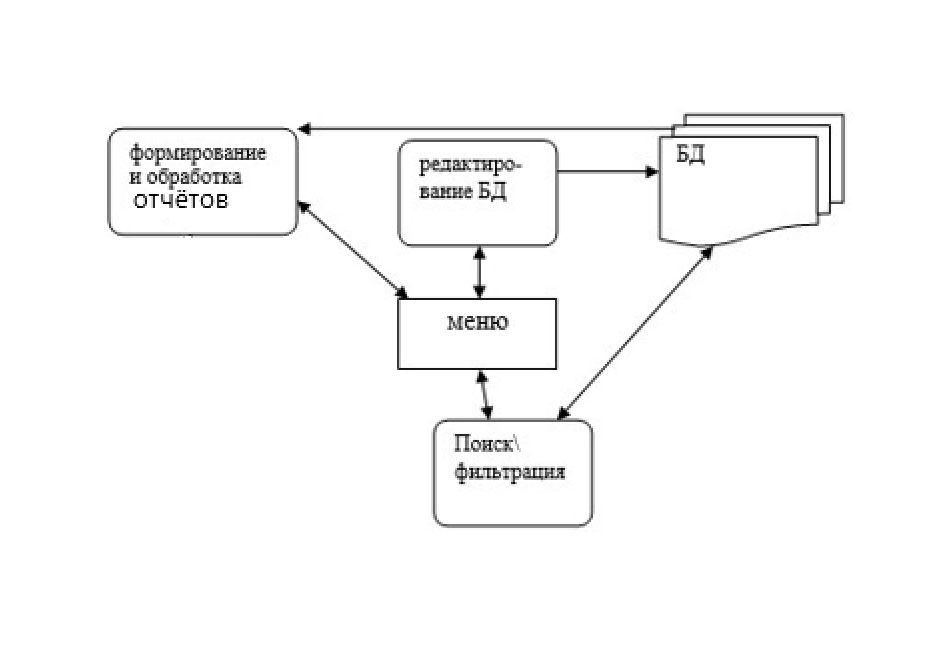 формирование
и обработка
отчётов
редактиро-
вание БД
БД
меню
Поиск\
фильтрация